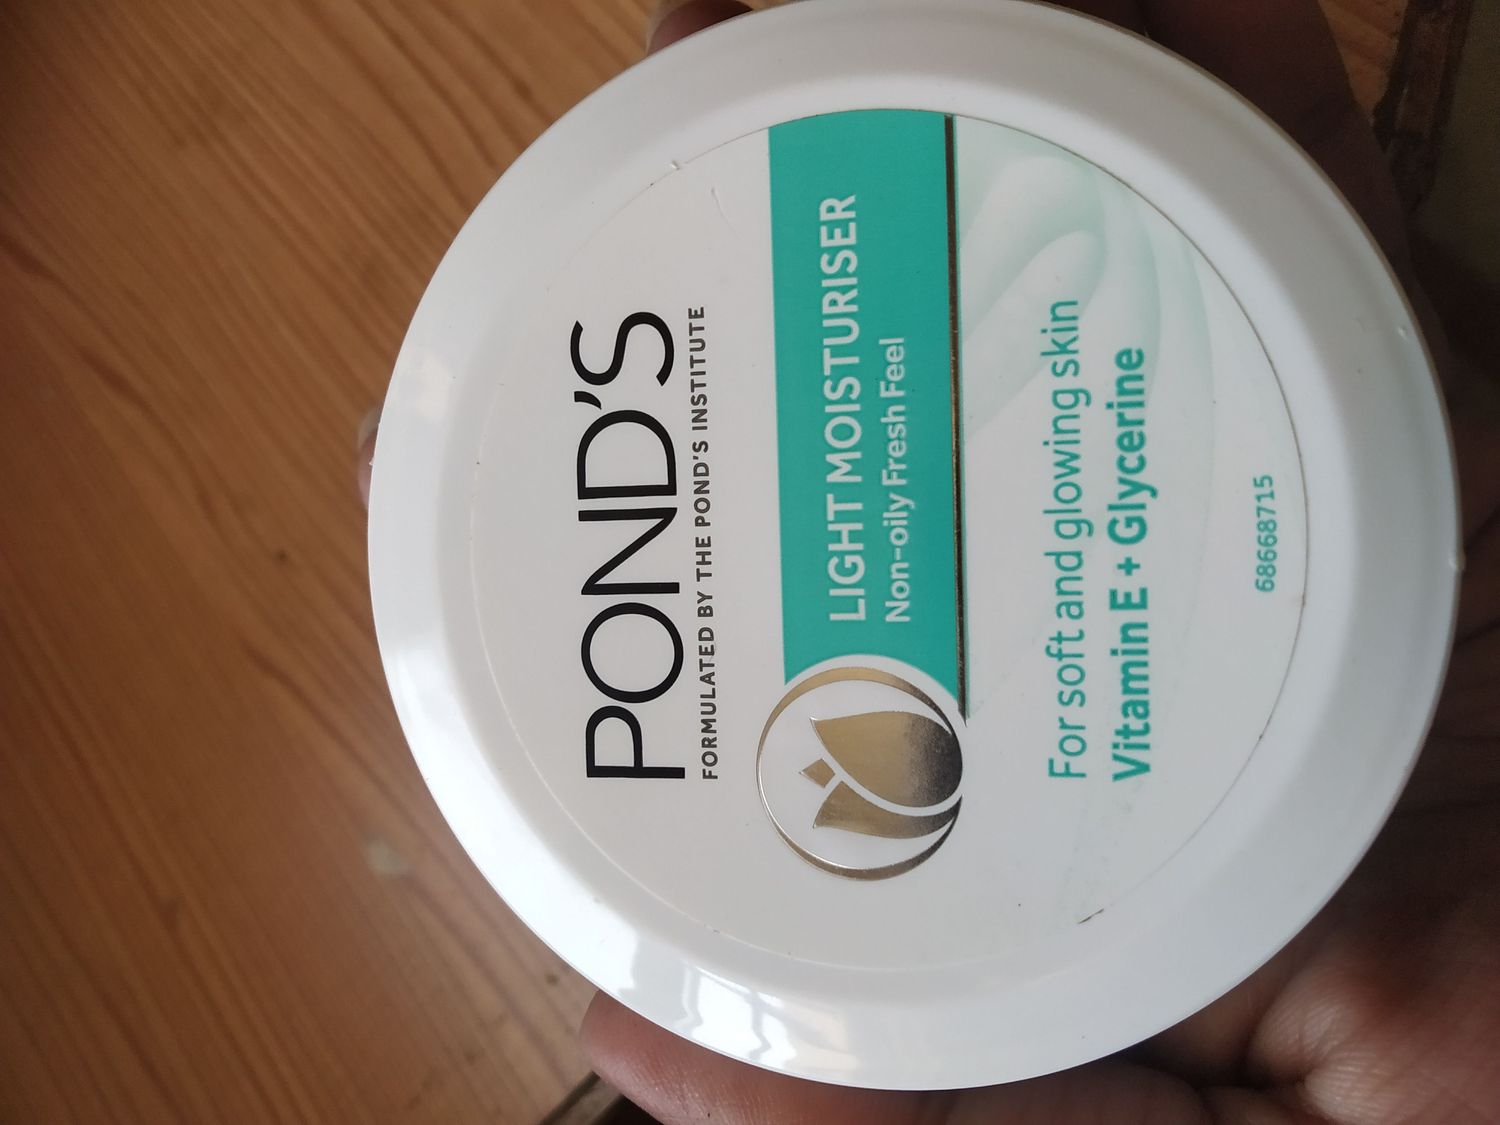 POND'S
FORMULATED BY THE POND'S INSTITUTE
LIGHT MOISTURISER
Non-oily Fresh Feel
For soft and glowing skin
Vitamin E + Glycerine
68668715